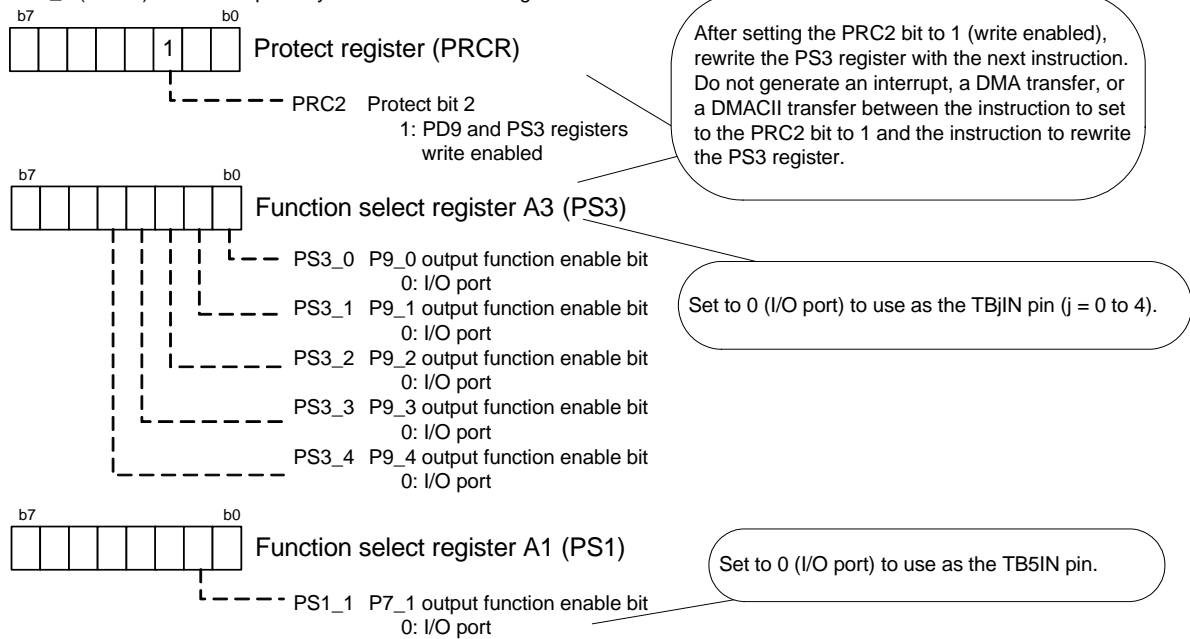 b7 b0
1 Protect register (PRCR)
PRC2 Protect bit 2
1: PD9 and PS3 registers
write enabled
After setting the PRC2 bit to 1 (write enabled),
rewrite the PS3 register with the next instruction.
Do not generate an interrupt, a DMA transfer, or
a DMACII transfer between the instruction to set
to the PRC2 bit to 1 and the instruction to rewrite
the PS3 register.
b7 b0
Function select register A3 (PS3)
PS3_0 P9_0 output function enable bit
0: I/O port
PS3_1 P9_1 output function enable bit
0: I/O port
PS3_2 P9_2 output function enable bit
0: I/O port
PS3_3 P9_3 output function enable bit
0: I/O port
PS3_4 P9_4 output function enable bit
0: I/O port
Set to 0 (I/O port) to use as the TBjIN pin (j = 0 to 4).
b7 b0
Function select register A1 (PS1)
PS1_1 P7_1 output function enable bit
0: I/O port
Set to 0 (I/O port) to use as the TB5IN pin.